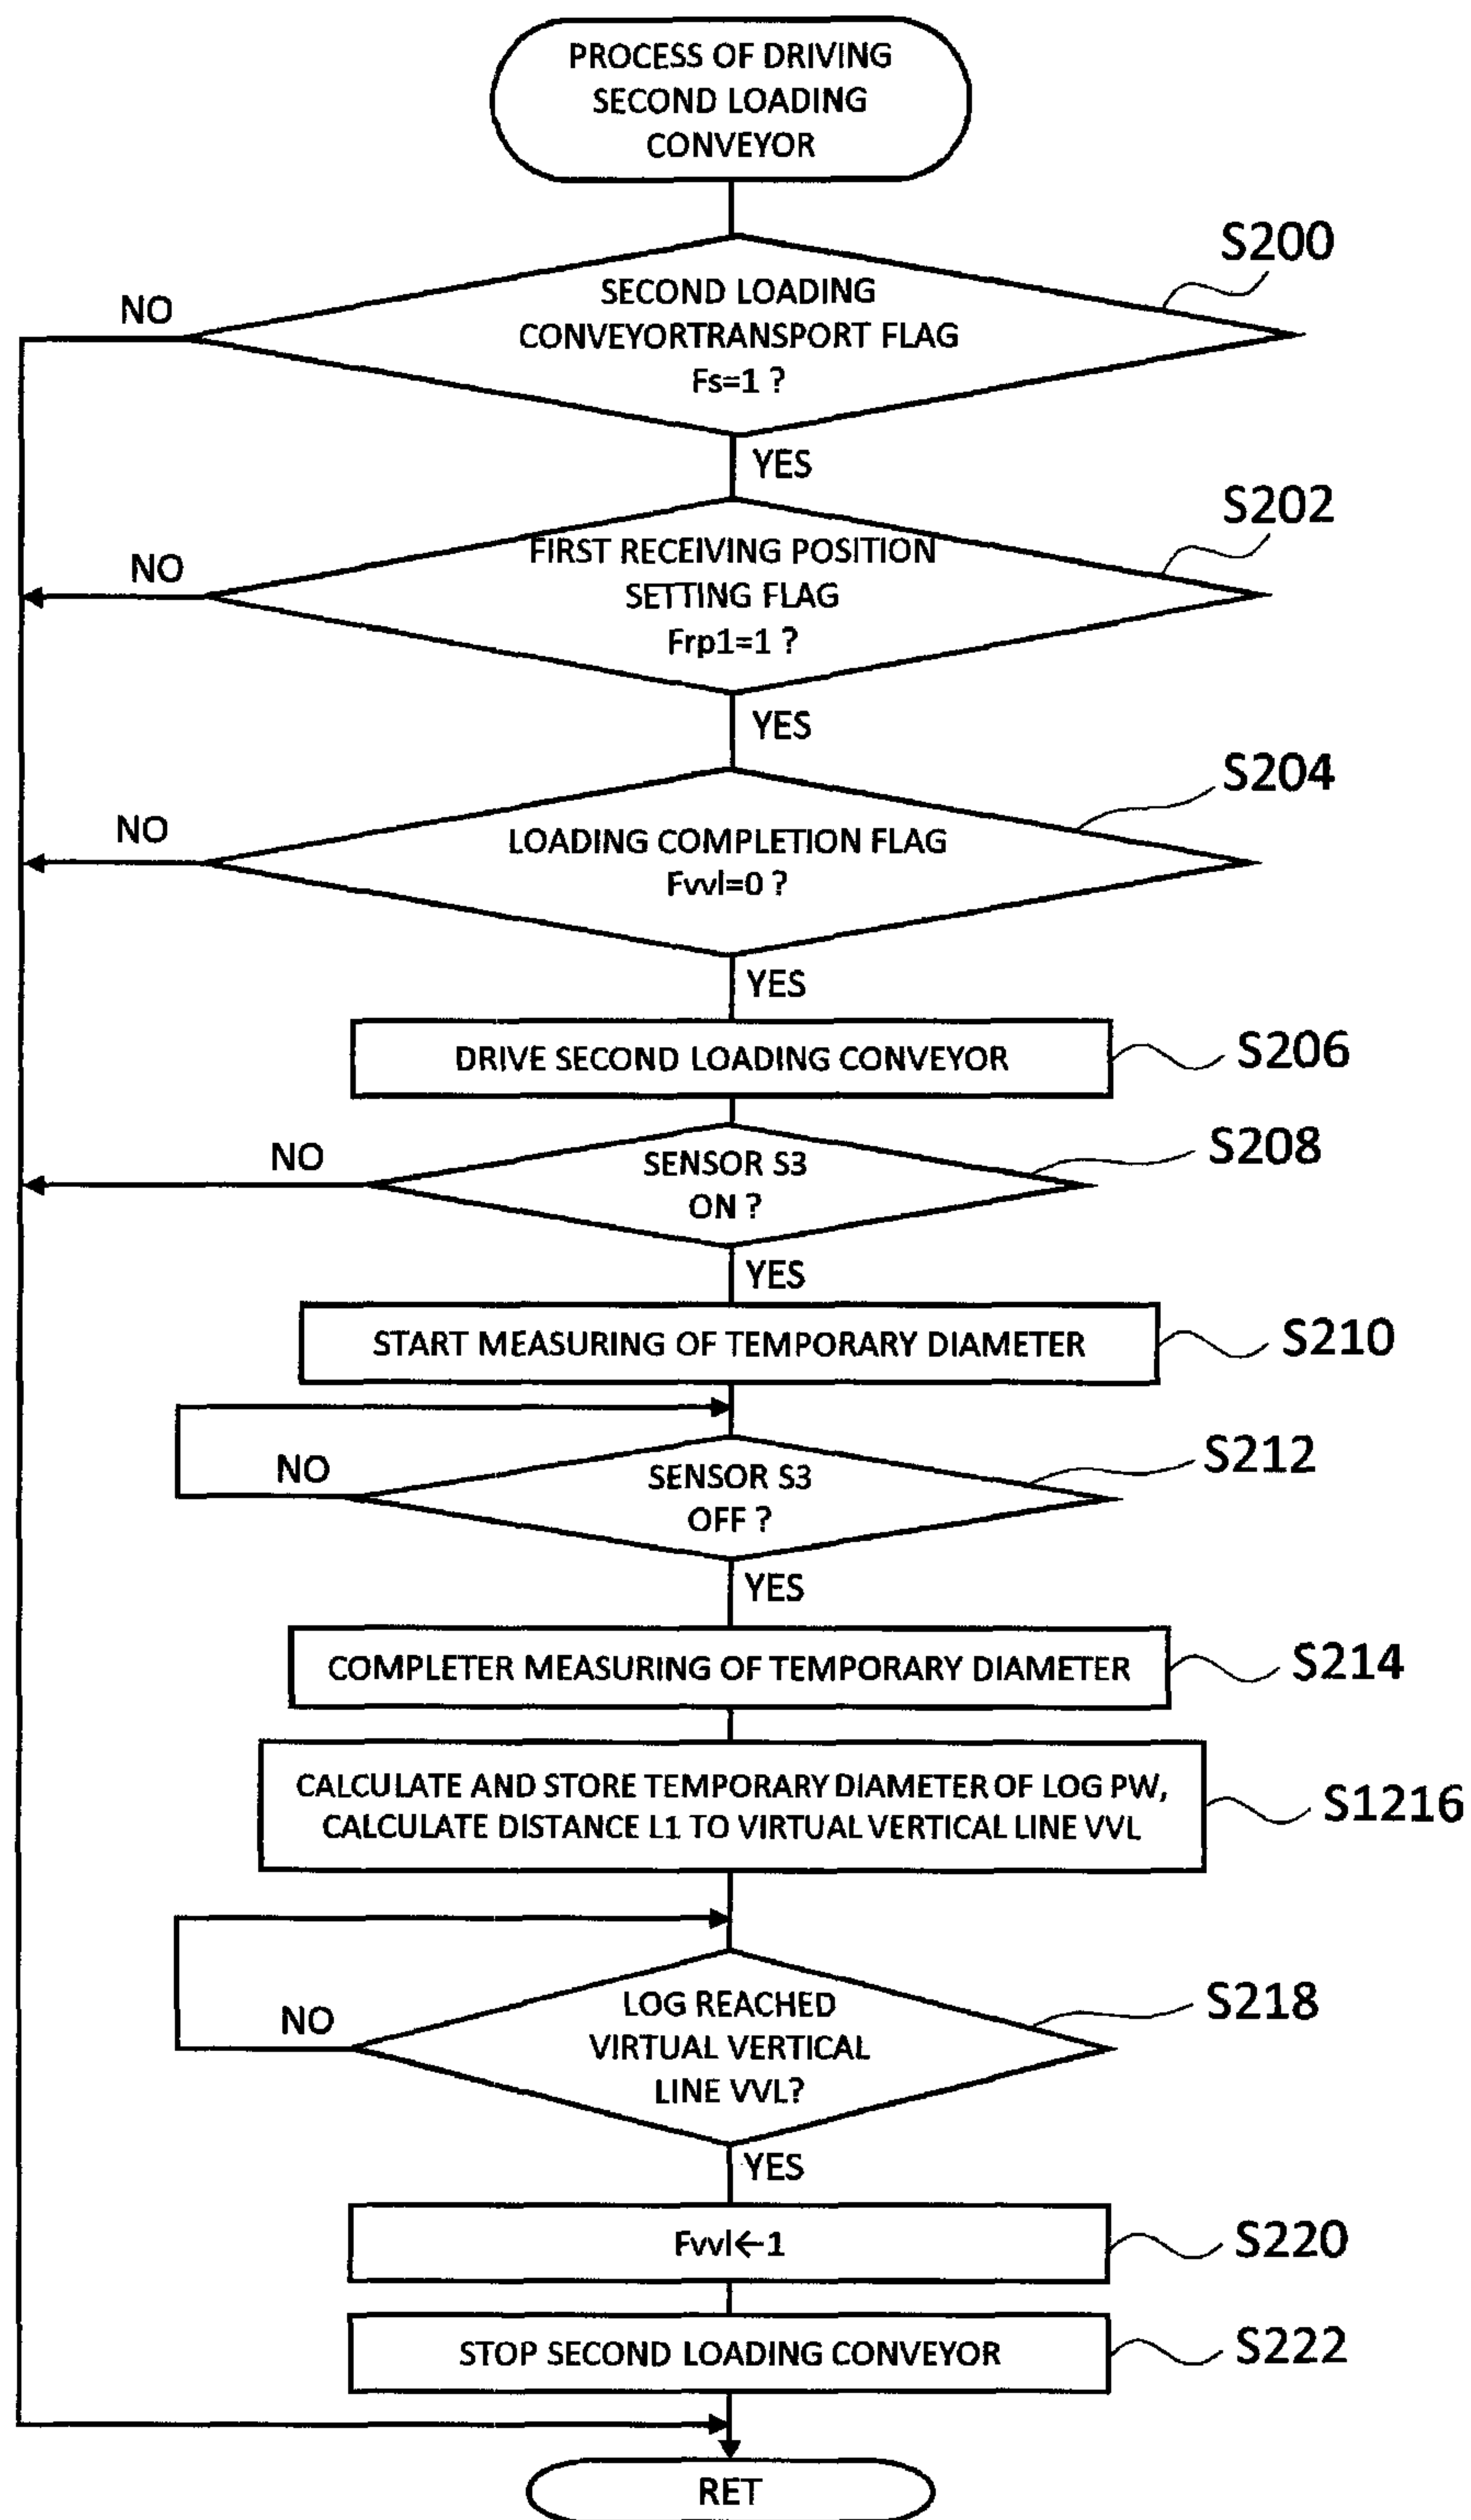 PROCESS OF DRIVING
SECOND LOADING
CONVEYOR
S200
NO
SECOND LOADING
CONVEYORTRANSPORT FLAG
Fs=1 ?
YES
S202
NO
FIRST RECEIVING POSITION
SETTING FLAG
Frp1=1 ?
YES
S204
NO
LOADING COMPLETION FLAG
Fvvl=0 ?
YES
DRIVE SECOND LOADING CONVEYOR
S206
NO
SENSOR S3
ON ?
S208
YES
START MEASURING OF TEMPORARY DIAMETER
S210
NO
SENSOR S3
OFF ?
S212
YES
COMPLETER MEASURING OF TEMPORARY DIAMETER
S214
CALCULATE AND STORE TEMPORARY DIAMETER OF LOG PW,
CALCULATE DISTANCE L1 TO VIRTUAL VERTICAL LINE VVL
S1216
NO
LOG REACHED
VIRTUAL VERTICAL
LINE VVL?
S218
YES
Fvvl←1
S220
STOP SECOND LOADING CONVEYOR
S222
RET